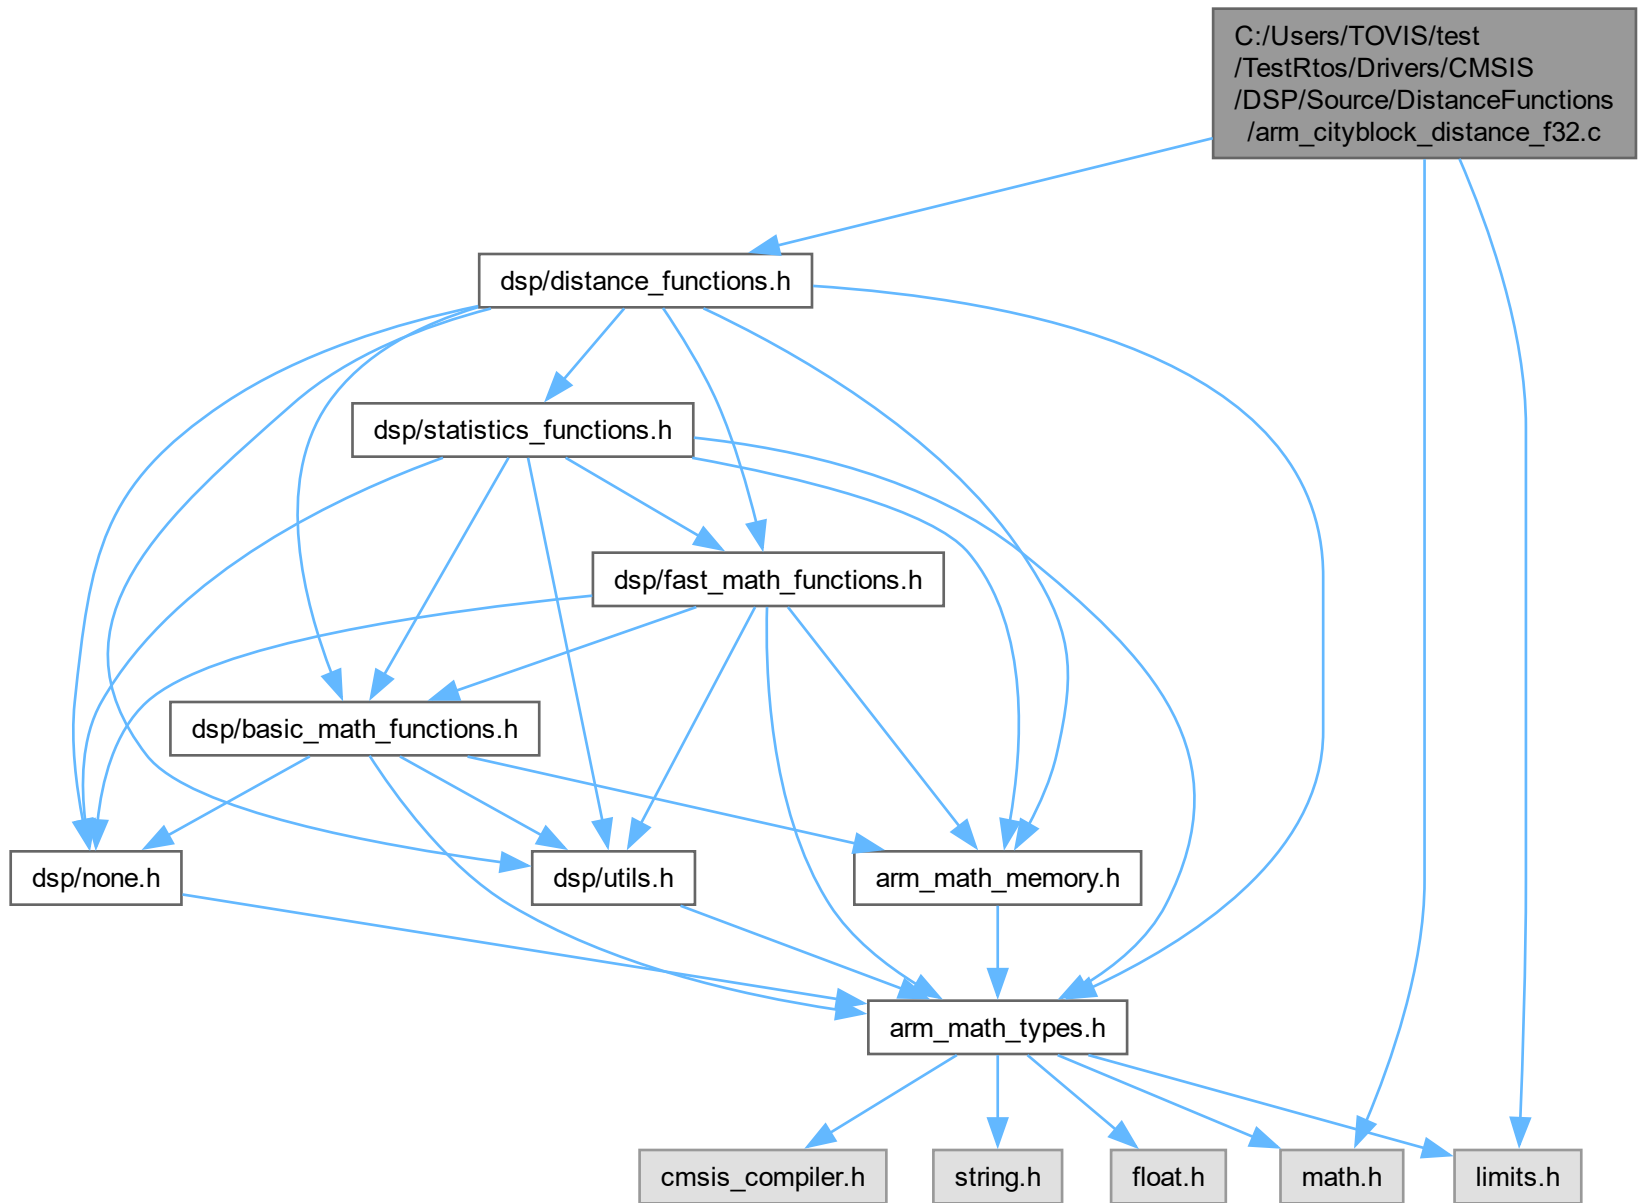 C:/Users/TOVIS/test
/TestRtos/Drivers/CMSIS
/DSP/Source/DistanceFunctions
/arm_cityblock_distance_f32.c
dsp/distance_functions.h
dsp/statistics_functions.h
dsp/fast_math_functions.h
dsp/basic_math_functions.h
dsp/none.h
dsp/utils.h
arm_math_memory.h
arm_math_types.h
cmsis_compiler.h
string.h
float.h
math.h
limits.h